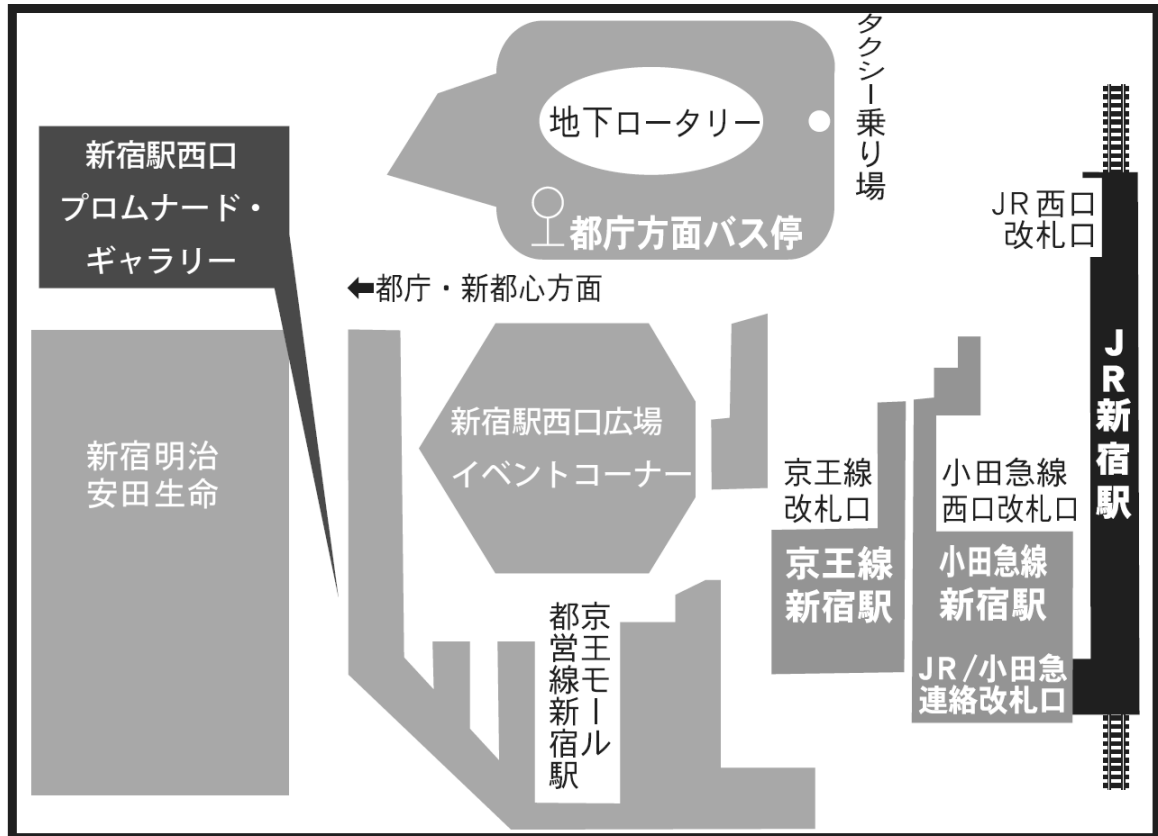 タクシー乗り場
地下ロータリー
都庁方面バス停
新宿駅西口
プロムナード・
ギャラリー
JR西口
改札口
←都庁・新都心方面
JR新宿駅
新宿駅西口広場
イベントコーナー
新宿明治
安田生命
京王線
改札口
小田急線
西口改札口
京王線
新宿駅
小田急線
新宿駅
京王モール
都営線新宿駅
JR/小田急
連絡改札口